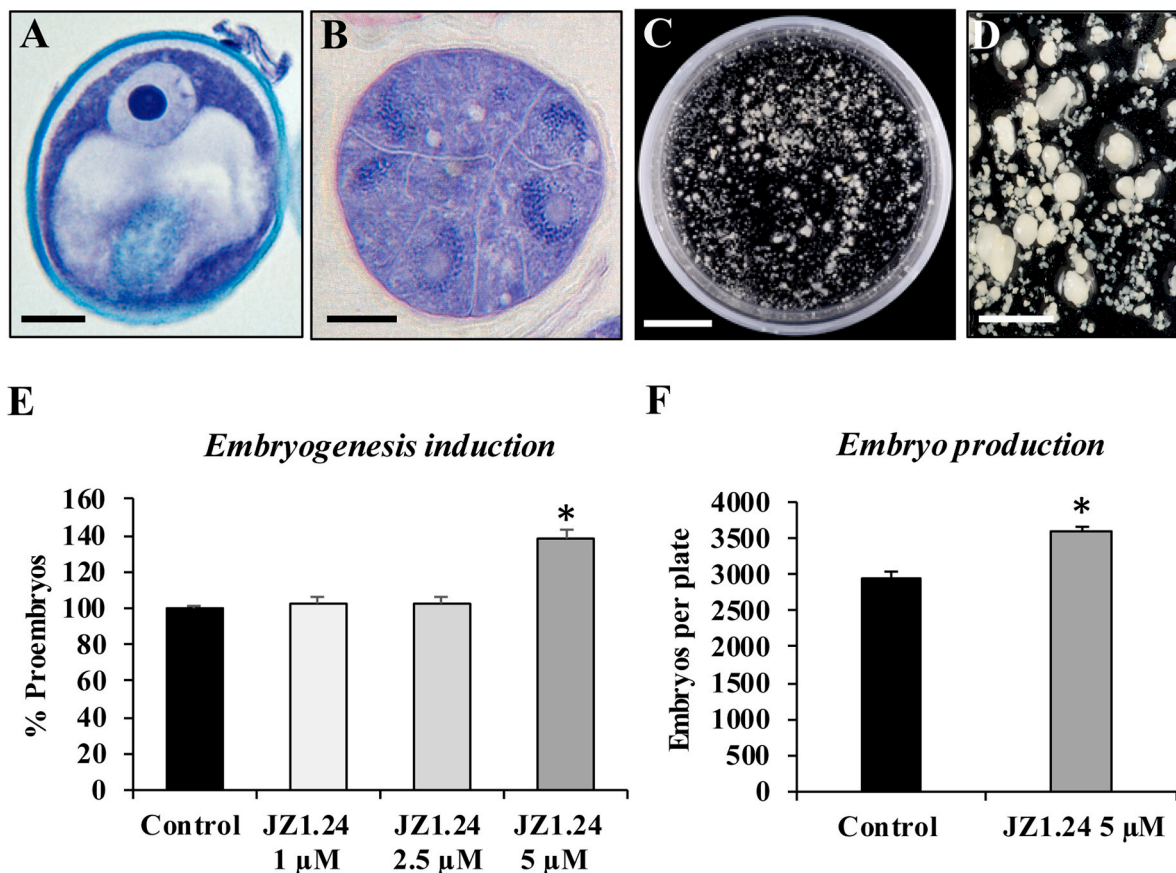 A
B
C
D
E
F
Embryogenesis induction
Embryo production
% Proembryos
160
140
120
100
80
60
40
20
0
*
Control
JZ1.24
1 µM
JZ1.24
2.5 µM
JZ1.24
5 µM
Embryos per plate
4000
3500
3000
2500
2000
1500
1000
500
0
*
Control
JZ1.24 5 µM